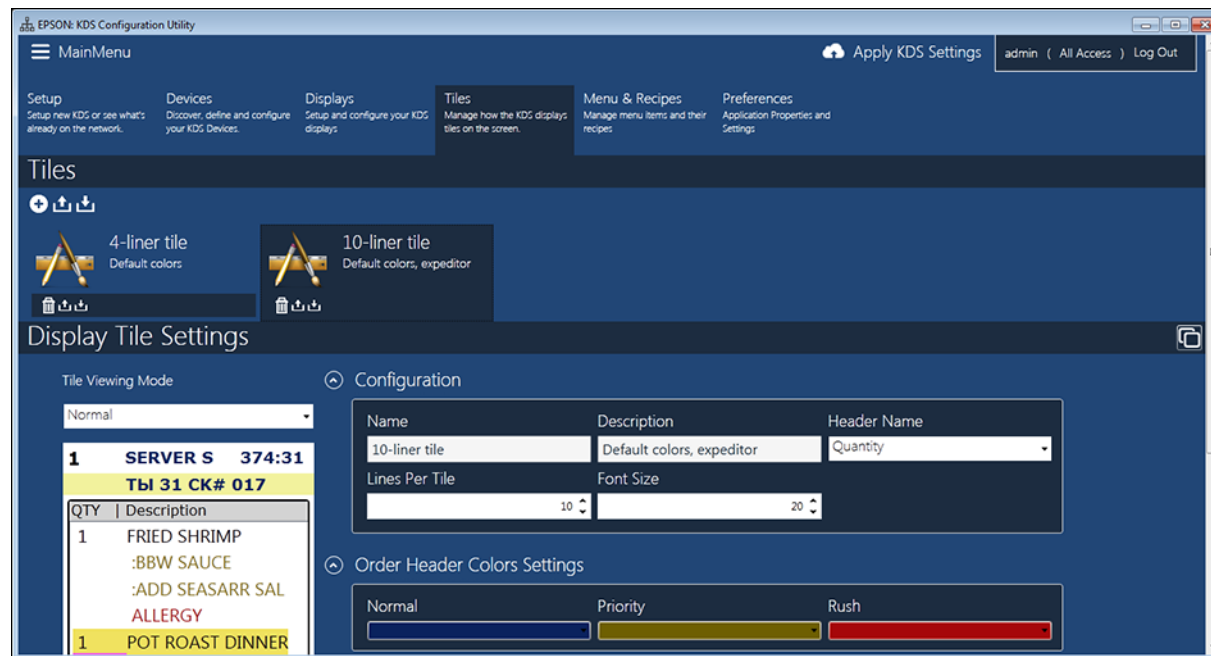 EPSON: KDS Configuration Utility
MainMenu
Apply KDS Settings
admin ( All Access ) Log Out
Setup
Setup new KDS or see what's
already on the network.
Devices
Discover, define and configure
your KDS Devices.
Displays
Setup and configure your KDS
displays
Tiles
Manage how the KDS displays
tiles on the screen.
Menu & Recipes
Manage menu items and their
recipes
Preferences
Application Properties and
Settings
Tiles
4-liner tile
Default colors
10-liner tile
Default colors, expeditor
Display Tile Settings
Tile Viewing Mode
Normal
1 SERVER S 374:31
ТЫ 31 CK# 017
QTY | Description
1 FRIED SHRIMP
:BBW SAUCE
:ADD SEASARR SAL
ALLERGY
1 POT ROAST DINNER
Configuration
Name
10-liner tile
Description
Default colors, expeditor
Header Name
Quantity
Lines Per Tile
10
Font Size
20
Order Header Colors Settings
Normal
Priority
Rush